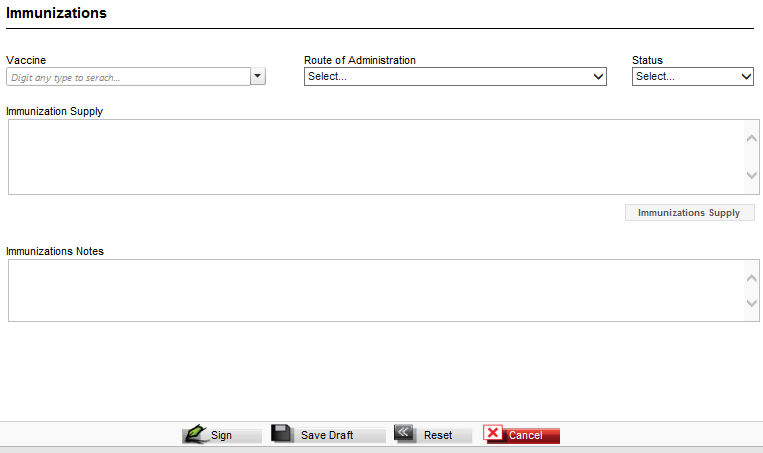 Immunizations
Vaccine Route of Administration Status
Digit any type to serach... Select... Select...
Immunization Supply
Immunizations Supply
Immunizations Notes
Sign Save Draft Reset Cancel